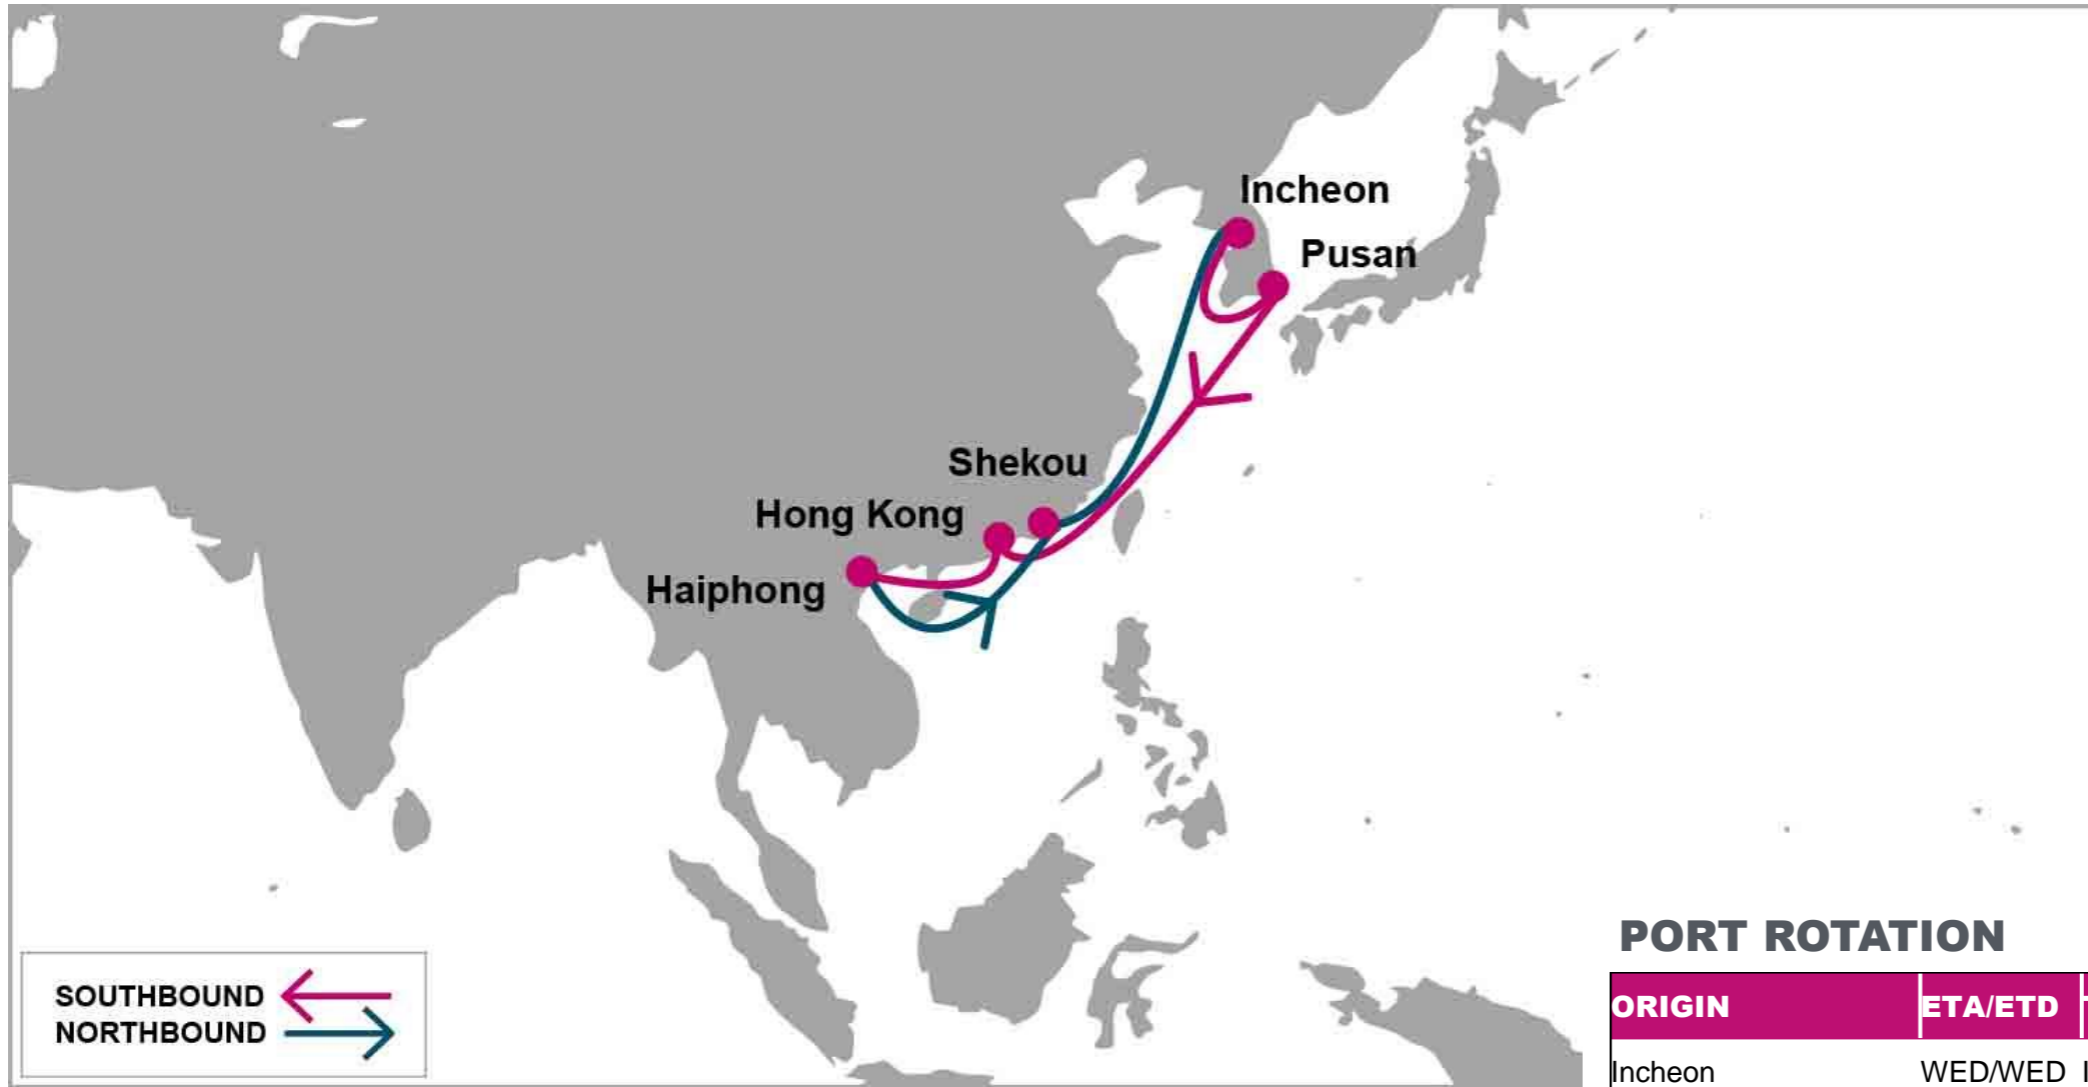 Incheon
Pusan
Shekou
Hong Kong
Haiphong
SOUTHBOUND
NORTHBOUND
PORT ROTATION
ORIGIN ETA/ETD
Incheon WED/WED